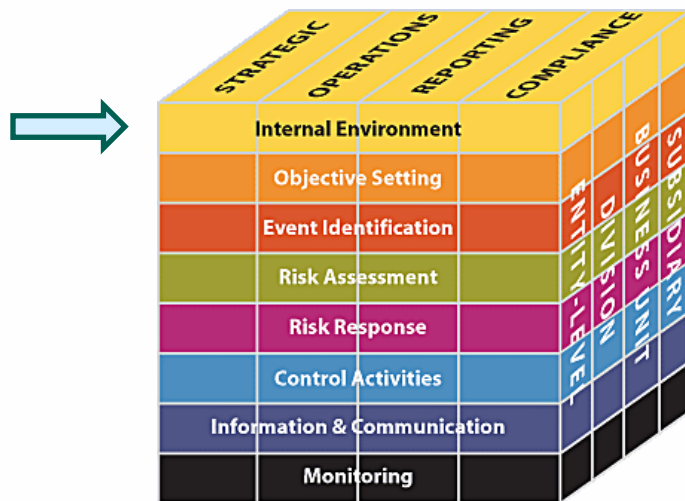 STRATEGIC
OPERATIONS
REPORTING
COMPLIANCE
Internal Environment
Objective Setting
Event Identification
Risk Assessment
Risk Response
Control Activities
Information & Communication
Monitoring
ENTITY-LEVEL
DIVISION
BUSINESS UNIT
SUBSIDIARY